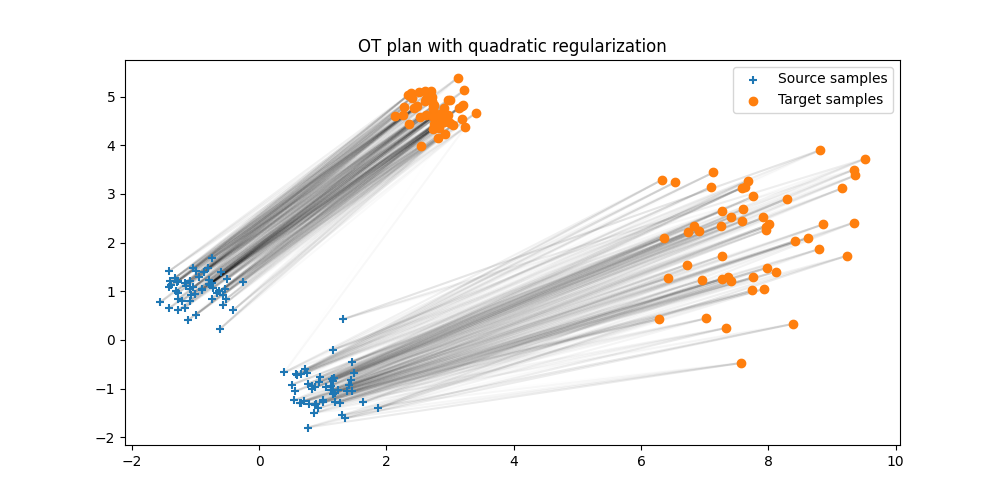 OT plan with quadratic regularization
Source samples
Target samples
5
4
3
2
1
0
−1
−2
−2 0 2 4 6 8 10